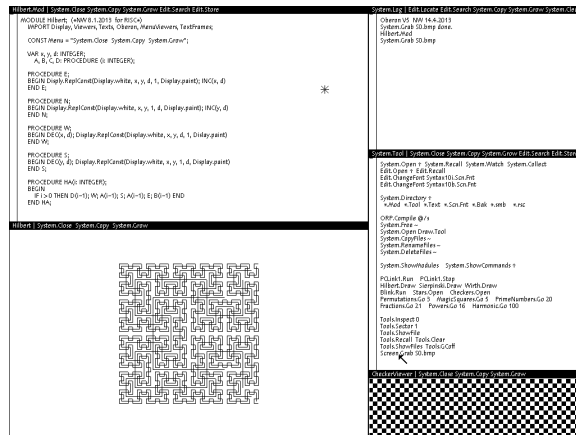 Hilbert.Mod | System.Close System.Copy System.Grow Edit.Search Edit.Store
MODULE Hilbert; (*NW 8.1.2013 for RISC*)
IMPORT Display, Viewers, Texts, Oberon, MenuViewers, TextFrames;
CONST Menu = "System.Close System.Copy System.Grow";
VAR x, y, d: INTEGER;
A, B, C, D: PROCEDURE (i: INTEGER);
PROCEDURE E;
BEGIN Display.ReplConst(Display.white, x, y, d, 1, Display.paint); INC(x, d)
END E;
PROCEDURE N;
BEGIN Display.ReplConst(Display.white, x, y, 1, d, Display.paint); INC(y, d)
END N;
PROCEDURE W;
BEGIN DEC(x, d); Display.ReplConst(Display.white, x, y, d, 1, Display.paint)
END W;
PROCEDURE S;
BEGIN DEC(y, d); Display.ReplConst(Display.white, x, y, 1, d, Display.paint)
END S;
PROCEDURE HA(i: INTEGER);
BEGIN
IF i > 0 THEN D(i-1); W; A(i-1); S; A(i-1); E; B(i-1) END
END HA;
Hilbert | System.Close System.Copy System.Grow
System.Log | Edit.Locate Edit.Search System.Copy System.Grow System.Clea
Oberon V5 NW 14.4.2013
System.Grab S0.bmp done.
Hilbert.Mod
System.Grab S0.bmp
System.Tool | System.Close System.Copy System.Grow Edit.Search Edit.Store
System.Open ↑ System.Recall System.Watch System.Collect
Edit.Open ↑ Edit.Recall
Edit.ChangeFont Syntax10i.Scn.Fnt
Edit.ChangeFont Syntax10b.Scn.Fnt
System.Directory ↑
*.Mod *.Tool *.Text *.Scn.Fnt *.Bak *.smb *.rsc
ORP.Compile @/s
System.Free ~
System.Open Draw.Tool
System.CopyFiles ~
System.RenameFiles ~
System.DeleteFiles ~
System.ShowModules System.ShowCommands ↑
PCLink1.Run PCLink1.Stop
Hilbert.Draw Sierpinski.Draw Wirth.Draw
Blink.Run Stars.Open Checkers.Open
Permutations.Go 5 MagicSquares.Go 5 PrimeNumbers.Go 20
Fractions.Go 21 Powers.Go 16 Harmonic.Go 100
Tools.Inspect 0
Tools.Sector 1
Tools.ShowFile
Tools.Recall Tools.Clear
Tools.ShowFiles Tools.GCoff
Screen.Grab S0.bmp
CheckerViewer | System.Close System.Copy System.Grow